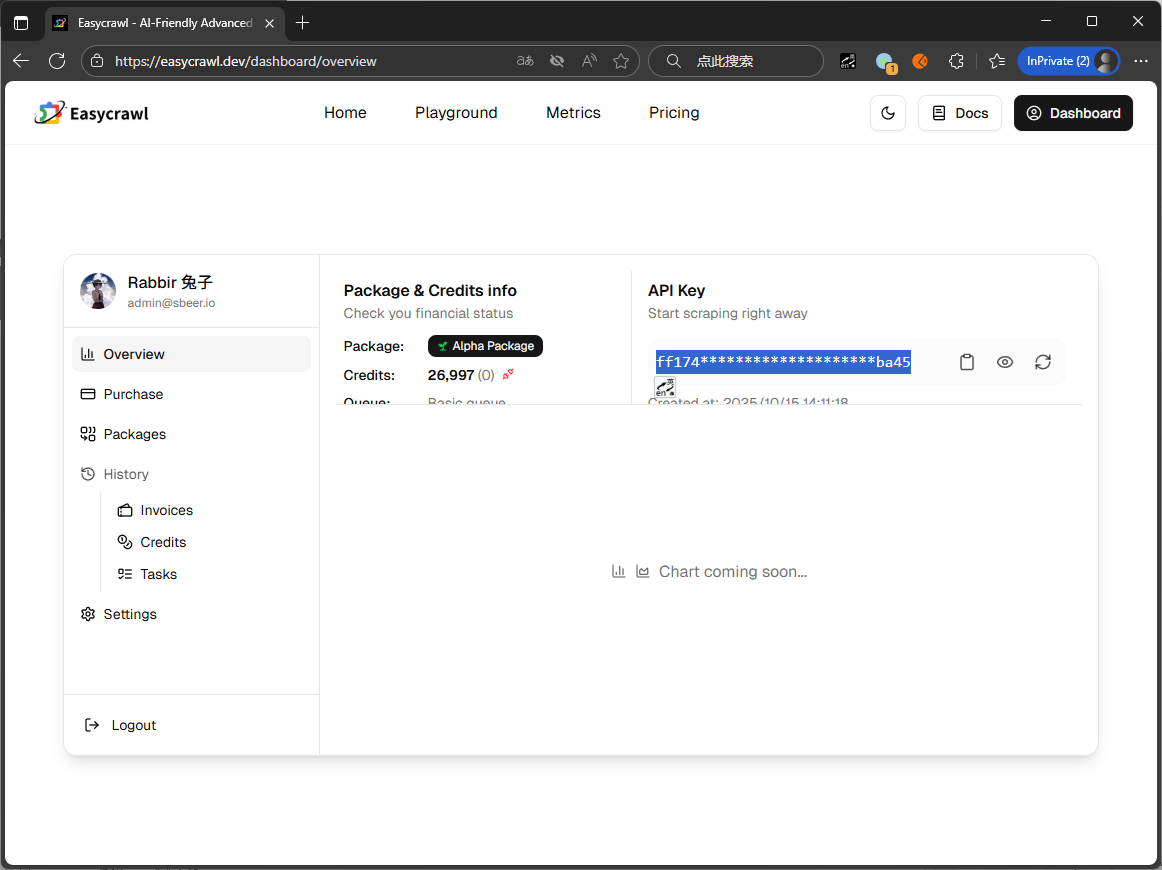 Easycrawl - AI-Friendly Advanced
https://easycrawl.dev/dashboard/overview
点此搜索
1
InPrivate (2)
Easycrawl
Home
Playground
Metrics
Pricing
Docs
Dashboard
Rabbir 兔子
admin@sbeer.io
Overview
Purchase
Packages
History
Invoices
Credits
Tasks
Settings
Logout
Package & Credits info
Check you financial status
Package: Alpha Package
Credits: 26,997 (0)
Queue: Basic queue
API Key
Start scraping right away
ff174********************ba45
英
en
Created at: 2025/10/15 14:11:18
Chart coming soon...